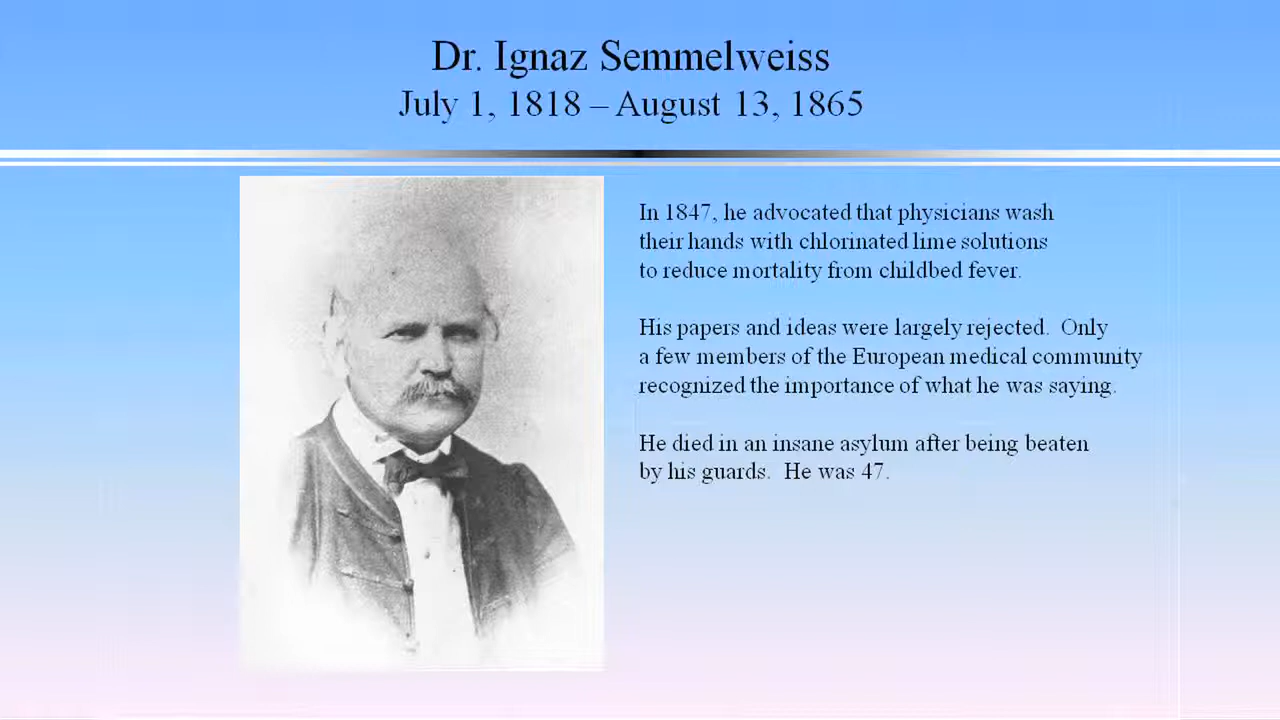 Dr. Ignaz Semmelweiss
July 1, 1818 – August 13, 1865
In 1847, he advocated that physicians wash
their hands with chlorinated lime solutions
to reduce mortality from childbed fever.
His papers and ideas were largely rejected.  Only
a few members of the European medical community
recognized the importance of what he was saying.
He died in an insane asylum after being beaten
by his guards.  He was 47.